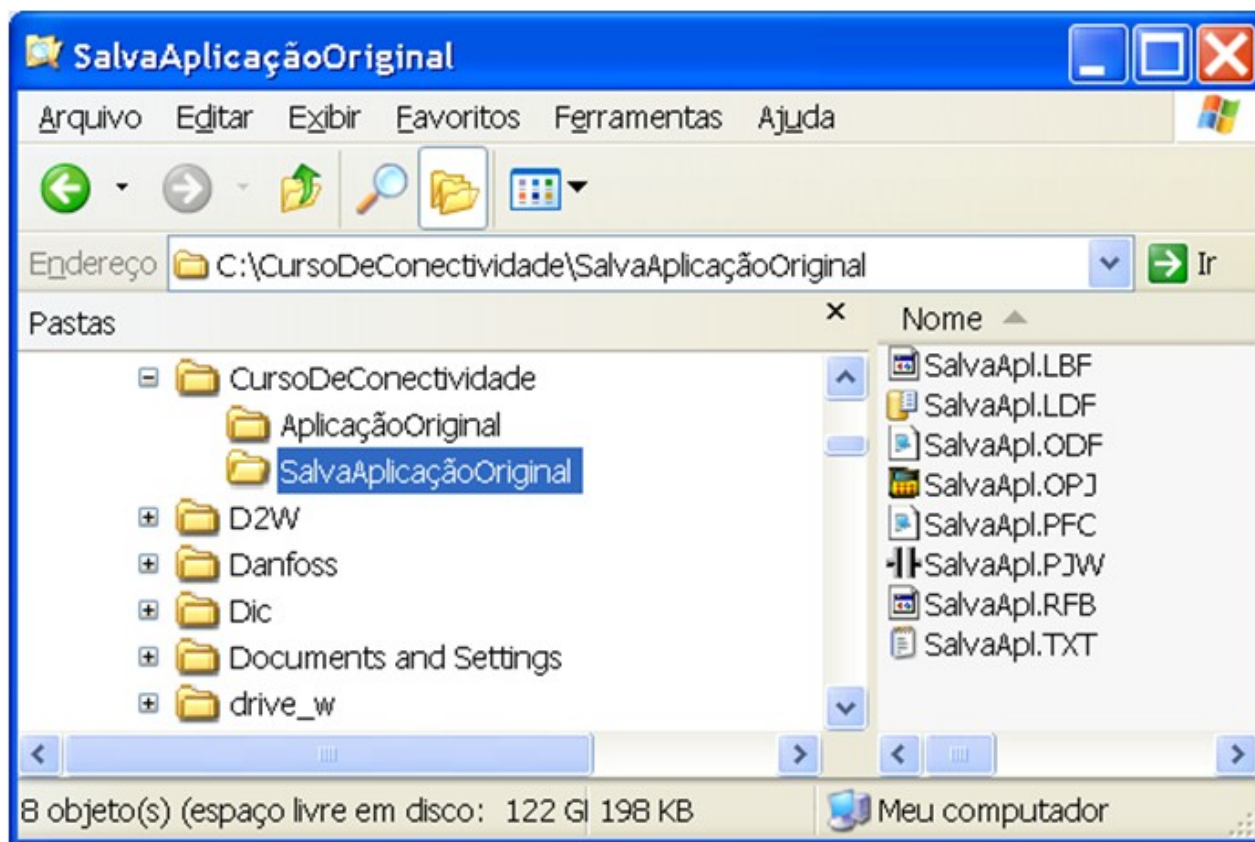 SalvaAplicaçãoOriginal
Arquivo Editar Exibir Favoritos Ferramentas Ajuda
Endereço C:\CursoDeConectividade\SalvaAplicaçãoOriginal Ir
Pastas
CursoDeConectividade
AplicaçãoOriginal
SalvaAplicaçãoOriginal
D2W
Danfoss
Dic
Documents and Settings
drive_w
Nome
SalvaApl.LBF
SalvaApl.LDF
SalvaApl.ODF
SalvaApl.OPJ
SalvaApl.PFC
SalvaApl.PJW
SalvaApl.RFB
SalvaApl.TXT
8 objeto(s) (espaço livre em disco: 122 G 198 KB Meu computador